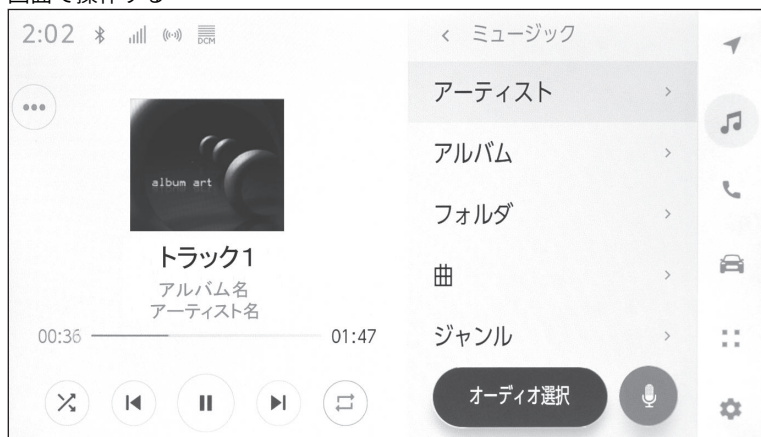 画面で操作する
2:02
DCM
album art
トラック1
アルバム名
アーティスト名
00:36
01:47
< ミュージック
アーティスト >
アルバム >
フォルダ >
曲 >
ジャンル >
オーディオ選択